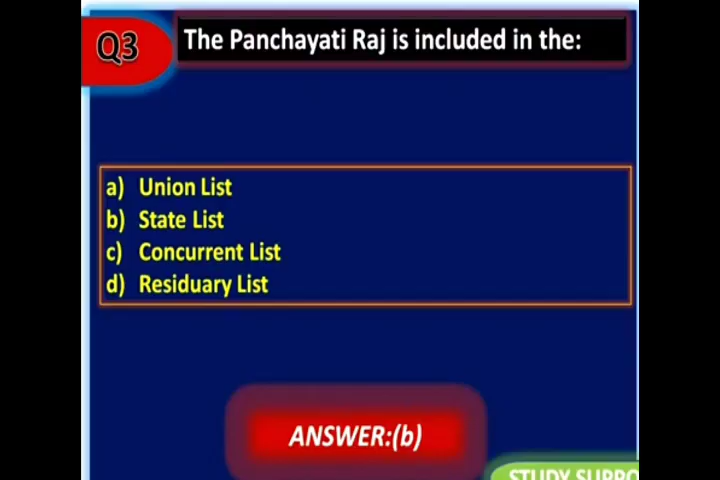 Q3
The Panchayati Raj is included in the:
a) Union List
b) State List
c) Concurrent List
d) Residuary List
ANSWER:(b)
STUDY SUPPO